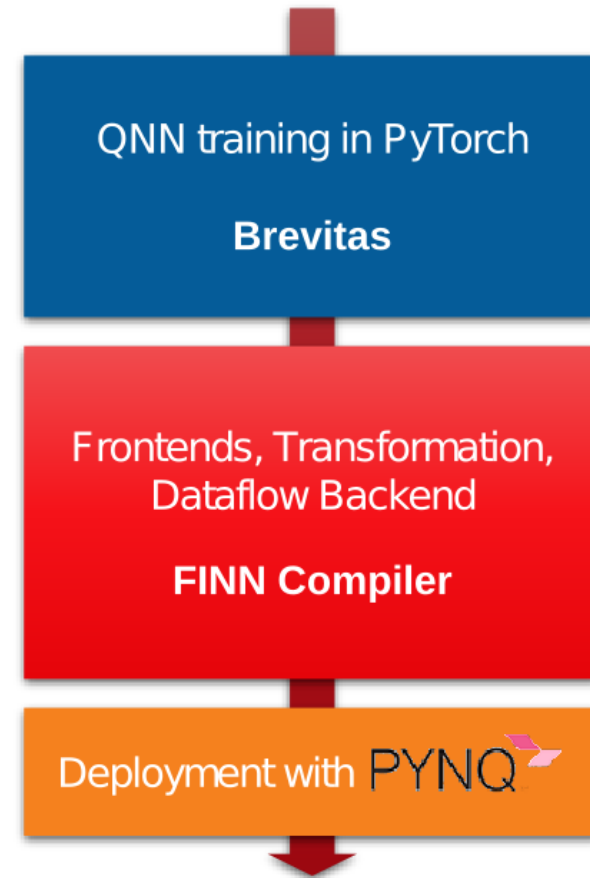 QNN training in PyTorch
Brevitas
Frontends, Transformation,
Dataflow Backend
FINN Compiler
Deployment with PYNQ